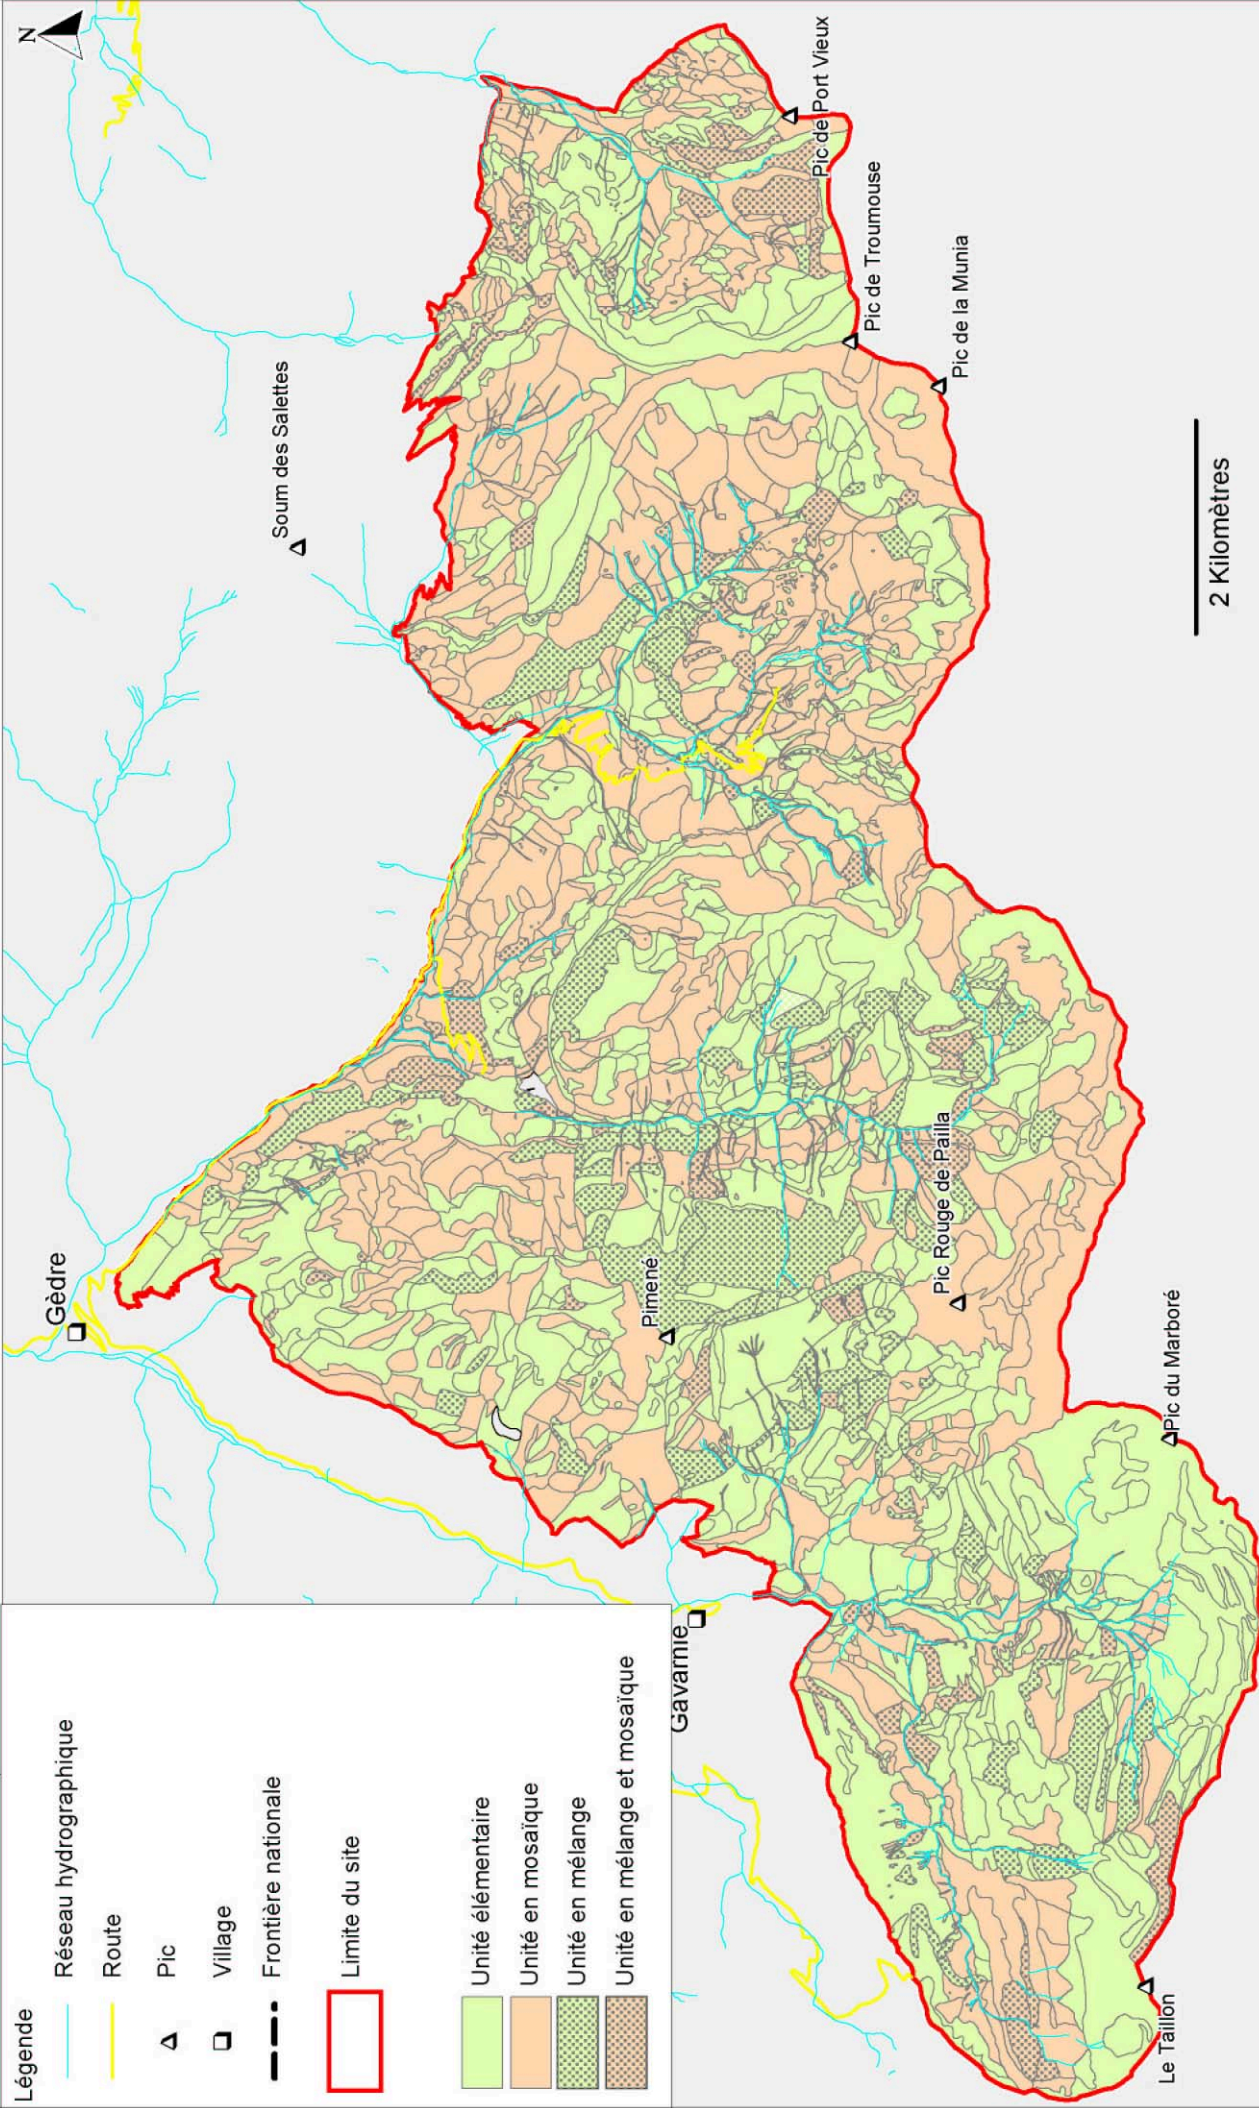 Légende
Réseau hydrographique
Route
Pic
Village
Frontière nationale
Limite du site
Unité élémentaire
Unité en mosaïque
Unité en mélange
Unité en mélange et mosaïque
N
Gèdre
Gavarnie
Soum des Salettes
Pimené
Pic Rouge de Pailla
Pic du Marboré
Le Taillon
Pic de la Munia
Pic de Troumouse
Pic de Port Vieux
2 Kilomètres